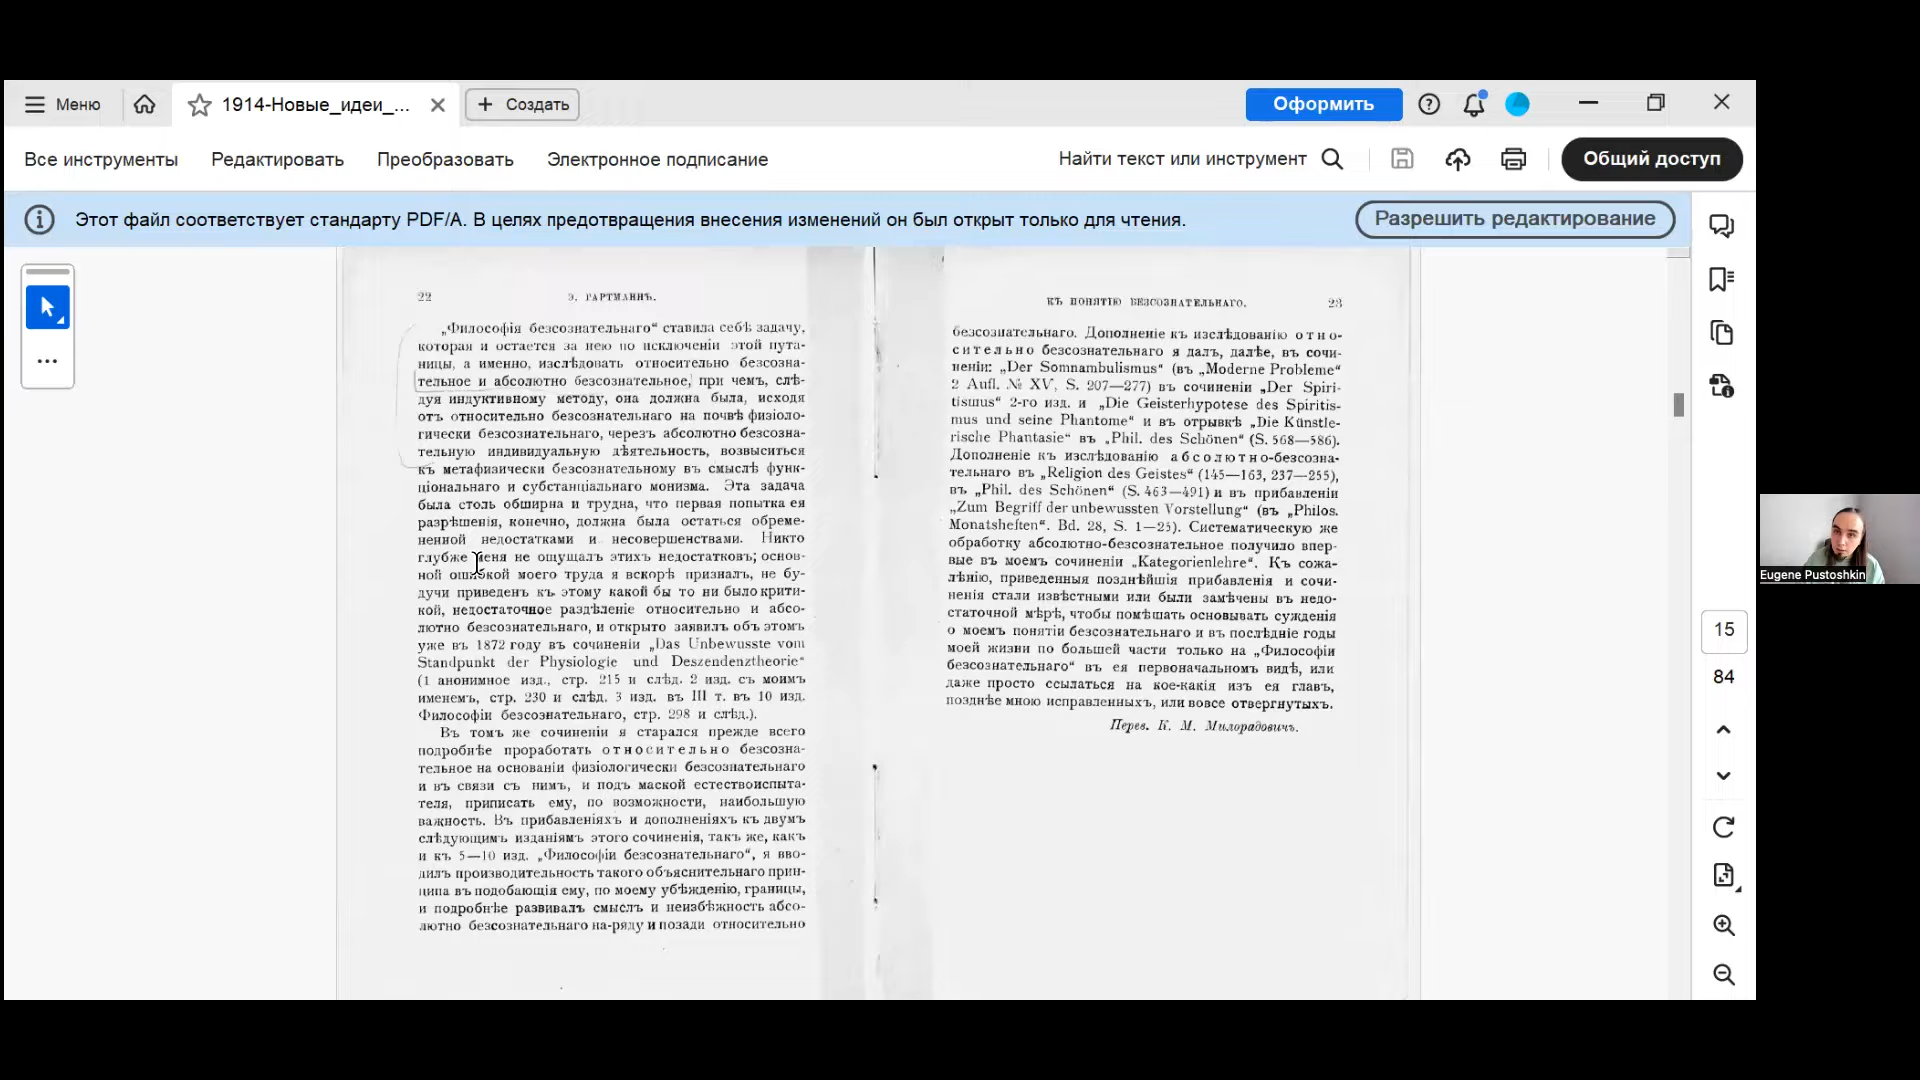 Меню
1914-Новые_идеи_...
Создать
Оформить
Все инструменты
Редактировать
Преобразовать
Электронное подписание
Найти текст или инструмент
Общий доступ
Этот файл соответствует стандарту PDF/A. В целях предотвращения внесения изменений он был открыт только для чтения.
Разрешить редактирование
22
Э. ГАРТМАННЪ.
„Философія безсознательнаго“ ставила себѣ задачу,
которая и остается за нею по исключеніи этой пута-
ницы, а именно, изслѣдовать относительно безсозна-
тельное и абсолютно безсознательное, при чемъ, слѣ-
дуя индуктивному методу, она должна была, исходя
отъ относительно безсознательнаго на почвѣ физіоло-
гически безсознательнаго, черезъ абсолютно безсозна-
тельную индивидуальную дѣятельность, возвыситься
къ метафизически безсознательному въ смыслѣ функ-
ціональнаго и субстанціальнаго монизма. Эта задача
была столь обширна и трудна, что первая попытка ея
разрѣшенія, конечно, должна была остаться обреме-
ненной недостатками и несовершенствами. Никто
глубже меня не ощущалъ этихъ недостатковъ; основ-
ной ошибкой моего труда я вскорѣ призналъ, не бу-
дучи приведенъ къ этому какой бы то ни было крити-
кой, недостаточное раздѣленіе относительно и абсо-
лютно безсознательнаго, и открыто заявилъ объ этомъ
уже въ 1872 году въ сочиненіи „Das Unbewusste vom
Standpunkt der Physiologie und Deszendenztheorie“
(1 анонимное изд., стр. 215 и слѣд. 2 изд. съ моимъ
именемъ, стр. 230 и слѣд. 3 изд. въ III т. въ 10 изд.
Философіи безсознательнаго, стр. 298 и слѣд.).
Въ томъ же сочиненіи я старался прежде всего
подробнѣе проработать относительно безсозна-
тельное на основаніи физіологически безсознательнаго
и въ связи съ нимъ, и подъ маской естествоиспыта-
теля, приписать ему, по возможности, наибольшую
важность. Въ прибавленіяхъ и дополненіяхъ къ двумъ
слѣдующимъ изданіямъ этого сочиненія, такъ же, какъ
и къ 5—10 изд. „Философіи безсознательнаго“, я вво-
дилъ производительность такого объяснительнаго прин-
ципа въ подобающія ему, по моему убѣжденію, границы,
и подробнѣе развивалъ смыслъ и неизбѣжность абсо-
лютно безсознательнаго на-ряду и позади относительно
КЪ ПОНЯТІЮ БЕЗСОЗНАТЕЛЬНАГО.
23
безсознательнаго. Дополненіе къ изслѣдованію отно-
сительно безсознательнаго я далъ, далѣе, въ сочи-
неніи: „Der Somnambulismus“ (въ „Moderne Probleme“
2 Aufl. № XV, S. 207—277) въ сочиненіи „Der Spiri-
tismus“ 2-го изд. и „Die Geisterhypotese des Spiritis-
mus und seine Phantome“ и въ отрывкѣ „Die Künstle-
rische Phantasie“ въ „Phil. des Schönen“ (S. 568—586).
Дополненіе къ изслѣдованію абсолютно-безсозна-
тельнаго въ „Religion des Geistes“ (145—163, 237—255),
въ „Phil. des Schönen“ (S. 463—491) и въ прибавленіи
„Zum Begriff der unbewussten Vorstellung“ (въ „Philos.
Monatsheften“. Bd. 28, S. 1—25). Систематическую же
обработку абсолютно-безсознательное получило впер-
вые въ моемъ сочиненіи „Kategorienlehre“. Къ сожа-
лѣнію, приведенныя позднѣйшія прибавленія и сочи-
ненія стали извѣстными или были замѣчены въ недо-
статочной мѣрѣ, чтобы помѣшать основывать сужденія
о моемъ понятіи безсознательнаго и въ послѣдніе годы
моей жизни по большей части только на „Философіи
безсознательнаго“ въ ея первоначальномъ видѣ, или
даже просто ссылаться на кое-какія изъ ея главъ,
позднѣе мною исправленныхъ, или вовсе отвергнутыхъ.
Перев. К. М. Милорадовичъ.
Eugene Pustoshkin
15
84